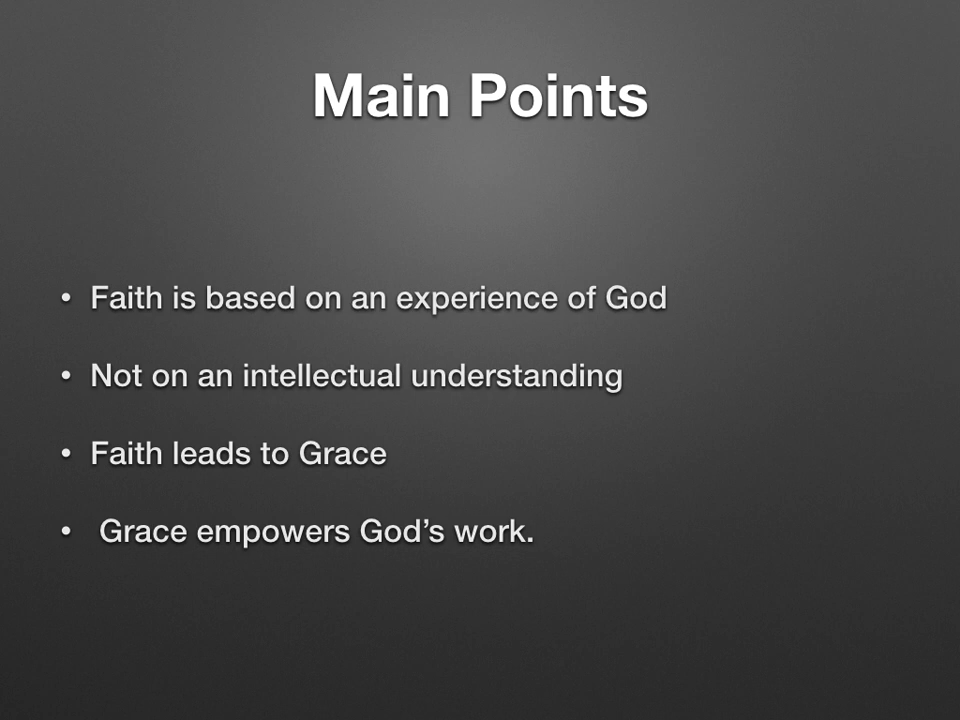 Main Points
• Faith is based on an experience of God
• Not on an intellectual understanding
• Faith leads to Grace
• Grace empowers God’s work.